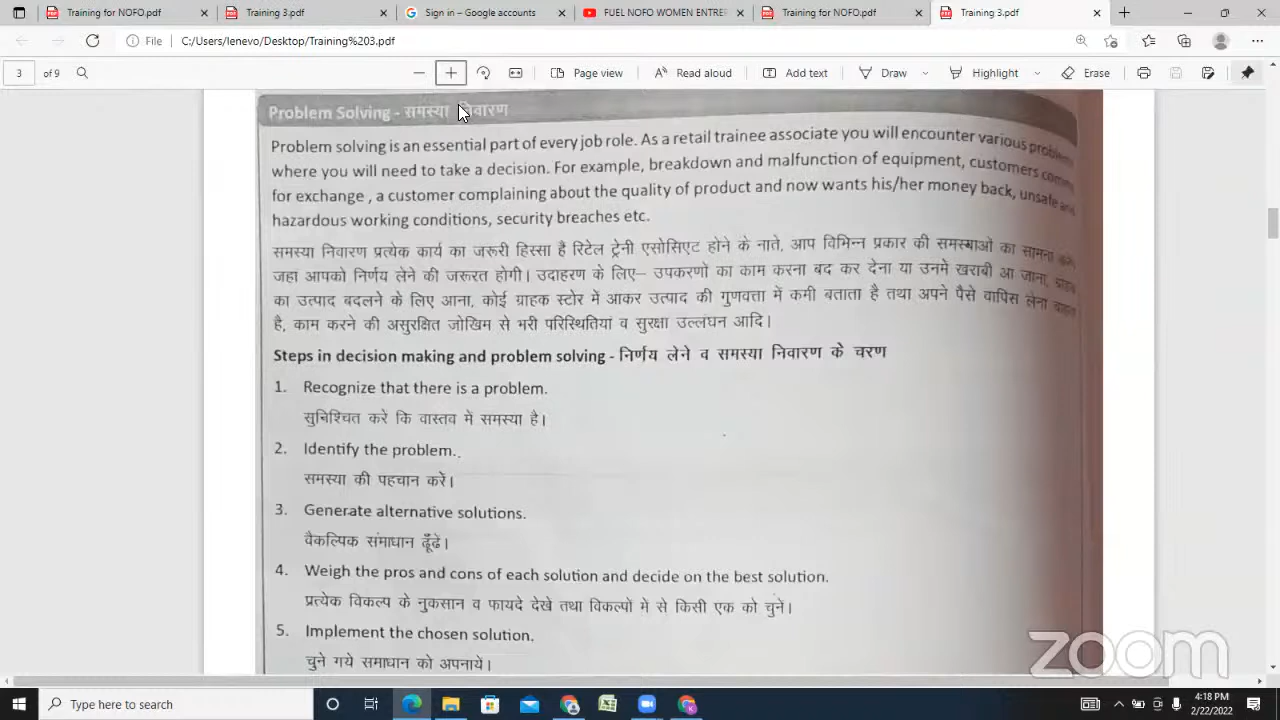 Training for NOFO.pdf
Training 3.pdf
Sign in – Google accounts
FUEL NOFO WOMEN ENTREF
Training for NOFO.pdf
Training 3.pdf
File C:/Users/lenevo/Desktop/Training%203.pdf
3 of 9 Page view Read aloud Add text Draw Highlight Erase
Problem Solving - समस्या निवारण
Problem solving is an essential part of every job role. As a retail trainee associate you will encounter various
where you will need to take a decision. For example, breakdown and malfunction of equipment, customers
for exchange , a customer complaining about the quality of product and now wants his/her money back, unsafe
hazardous working conditions, security breaches etc.
समस्या निवारण प्रत्येक कार्य का जरूरी हिस्सा हैं रिटेल ट्रेनी एसोसिएट होने के नाते, आप विभिन्न प्रकार की समस्याओं का सामना
जहा आपको निर्णय लेने की जरूरत होगी। उदाहरण के लिए– उपकरणों का काम करना बद कर देना या उनमे खराबी आ जाना,
का उत्पाद बदलने के लिए आना, कोई ग्राहक स्टोर में आकर उत्पाद की गुणवत्ता में कमी बताता है तथा अपने पैसे वापिस लेना
है, काम करने की असुरक्षित जोखिम से भरी परिस्थितियां व सुरक्षा उल्लंघन आदि।
Steps in decision making and problem solving - निर्णय लेने व समस्या निवारण के चरण
1. Recognize that there is a problem.
सुनिश्चित करें कि वास्तव में समस्या है।
2. Identify the problem.
समस्या की पहचान करें।
3. Generate alternative solutions.
वैकल्पिक संमाधान ढूँढें।
4. Weigh the pros and cons of each solution and decide on the best solution.
प्रत्येक विकल्प के नुकसान व फायदे देखे तथा विकल्पों में से किसी एक को चुनें।
5. Implement the chosen solution.
चुने गये समाधान को अपनाये।
zoom
Type here to search
4:18 PM
2/22/2022